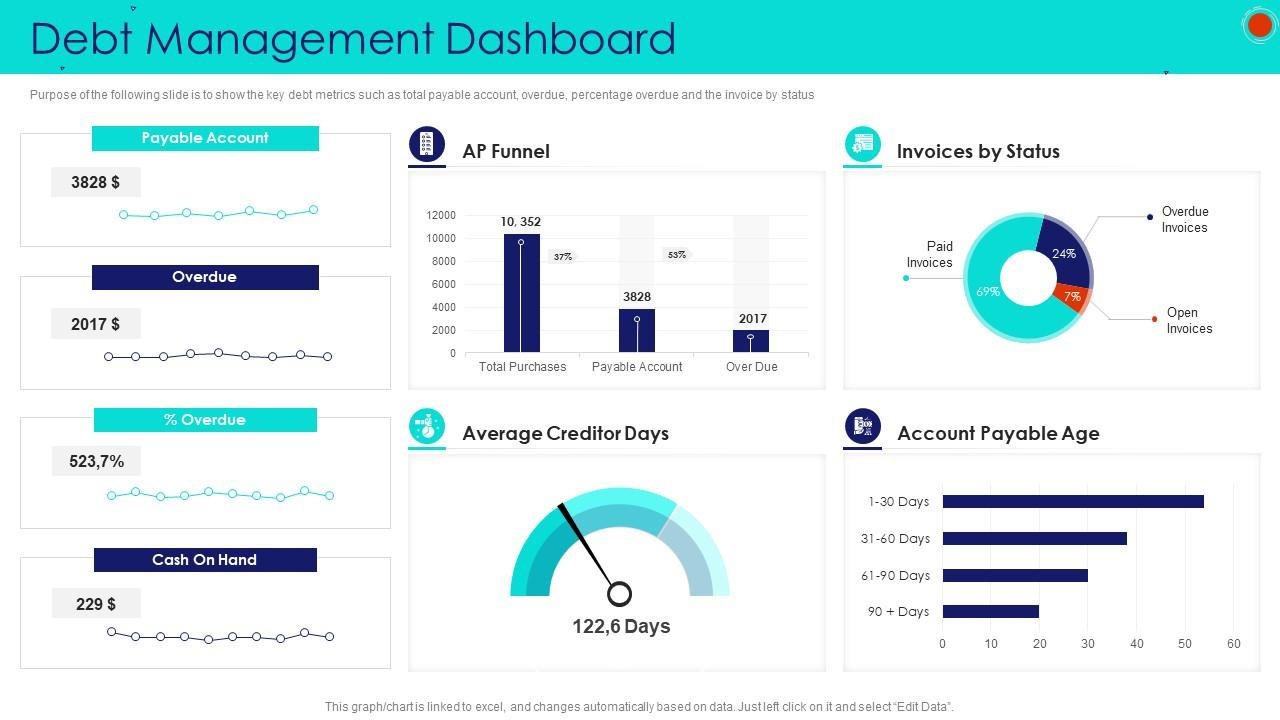 Debt Management Dashboard
Purpose of the following slide is to show the key debt metrics such as total payable account, overdue, percentage overdue and the invoice by status
Payable Account
3828 $
Overdue
2017 $
% Overdue
523,7%
Cash On Hand
229 $
AP Funnel
12000
10000
8000
6000
4000
2000
0
10, 352
37%
3828
53%
2017
Total Purchases
Payable Account
Over Due
Invoices by Status
Paid
Invoices
69%
24%
7%
Overdue
Invoices
Open
Invoices
Average Creditor Days
122,6 Days
Account Payable Age
1-30 Days
31-60 Days
61-90 Days
90 + Days
0 10 20 30 40 50 60
This graph/chart is linked to excel, and changes automatically based on data. Just left click on it and select “Edit Data”.